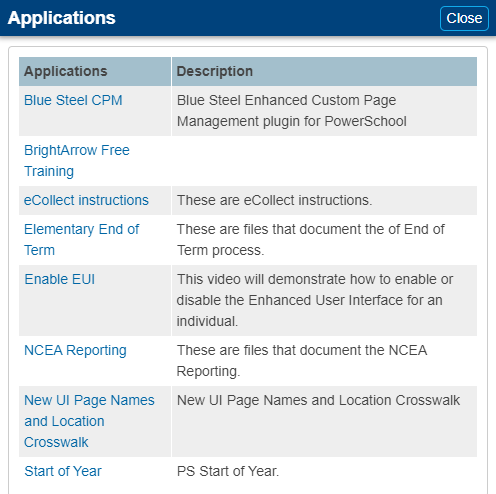 Applications
Close
Applications Description
Blue Steel CPM Blue Steel Enhanced Custom Page
Management plugin for PowerSchool
BrightArrow Free
Training
eCollect instructions These are eCollect instructions.
Elementary End of These are files that document the of End of
Term Term process.
Enable EUI This video will demonstrate how to enable or
disable the Enhanced User Interface for an
individual.
NCEA Reporting These are files that document the NCEA
Reporting.
New UI Page Names New UI Page Names and Location Crosswalk
and Location
Crosswalk
Start of Year PS Start of Year.